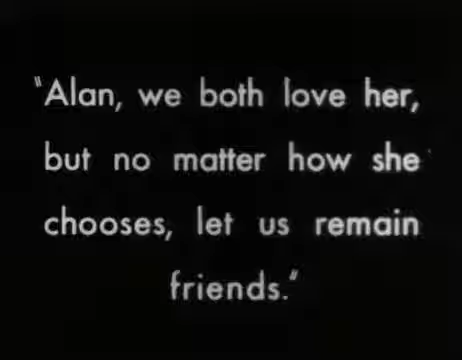 "Alan, we both love her,
but no matter how she
chooses, let us remain
friends."